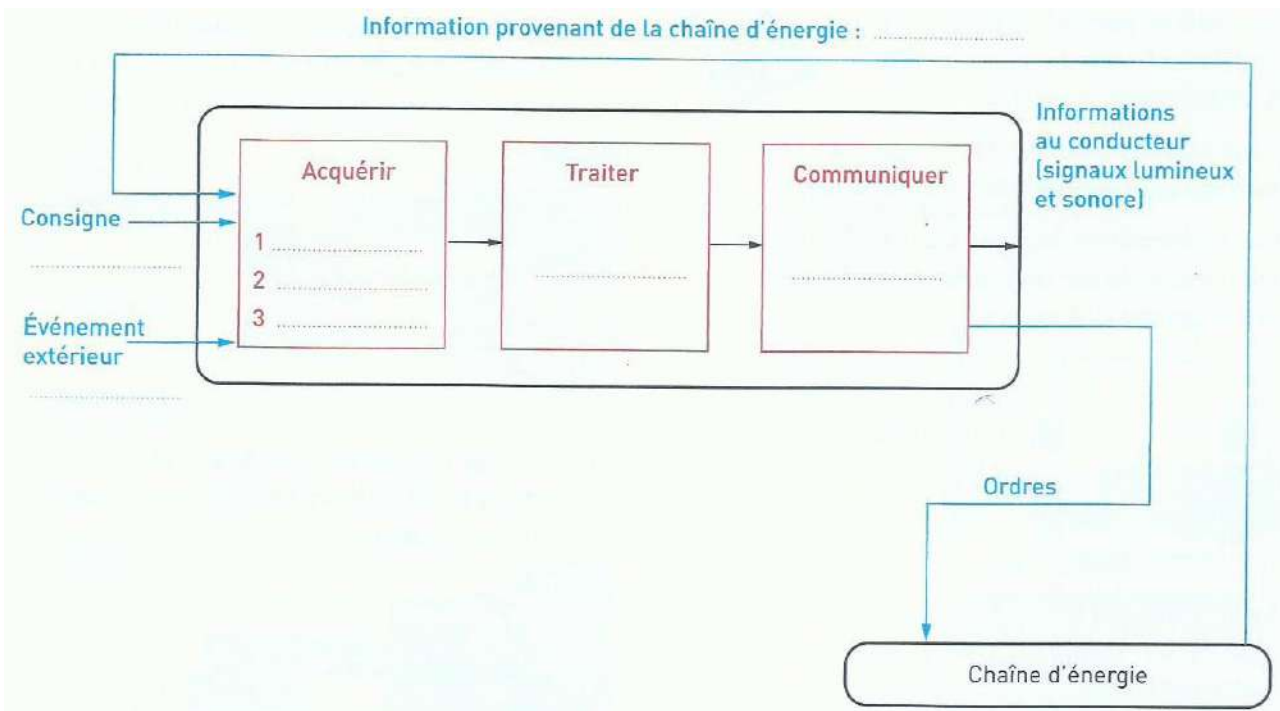 Information provenant de la chaîne d'énergie : ....................
Informations
au conducteur
(signaux lumineux
et sonore)
Acquérir
Traiter
Communiquer
Consigne
1 ....................
2 ....................
3 ....................
Événement
extérieur
Ordres
Chaîne d'énergie